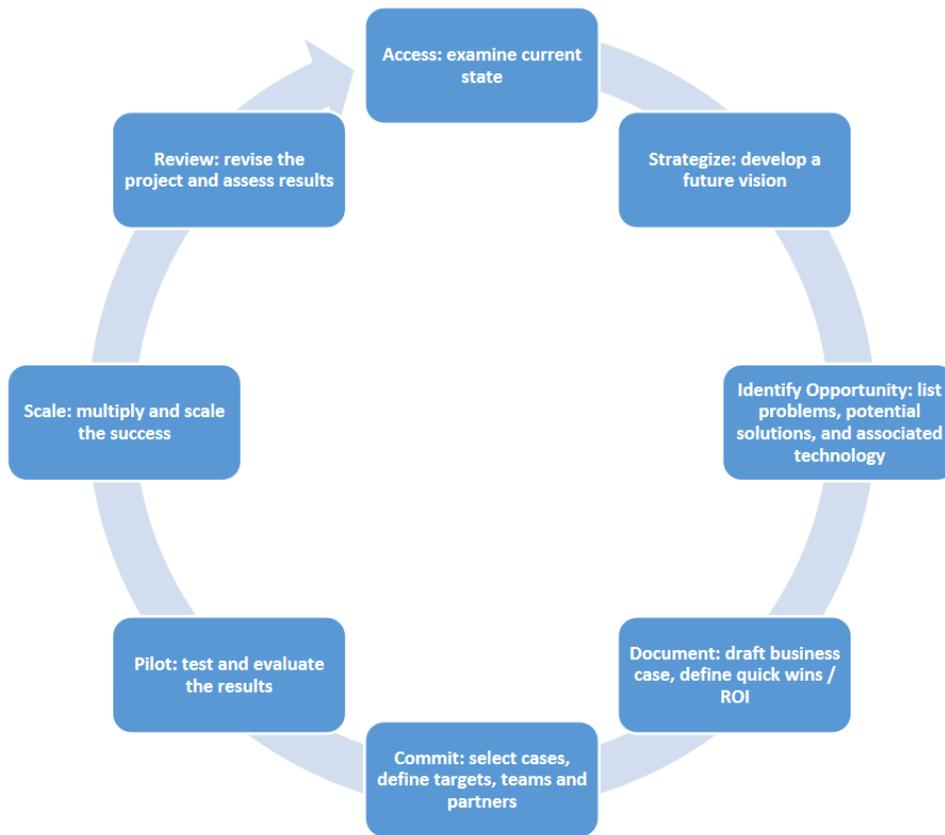 Access: examine current
state
Strategize: develop a
future vision
Identify Opportunity: list
problems, potential
solutions, and associated
technology
Document: draft business
case, define quick wins /
ROI
Commit: select cases,
define targets, teams and
partners
Pilot: test and evaluate
the results
Scale: multiply and scale
the success
Review: revise the
project and assess results